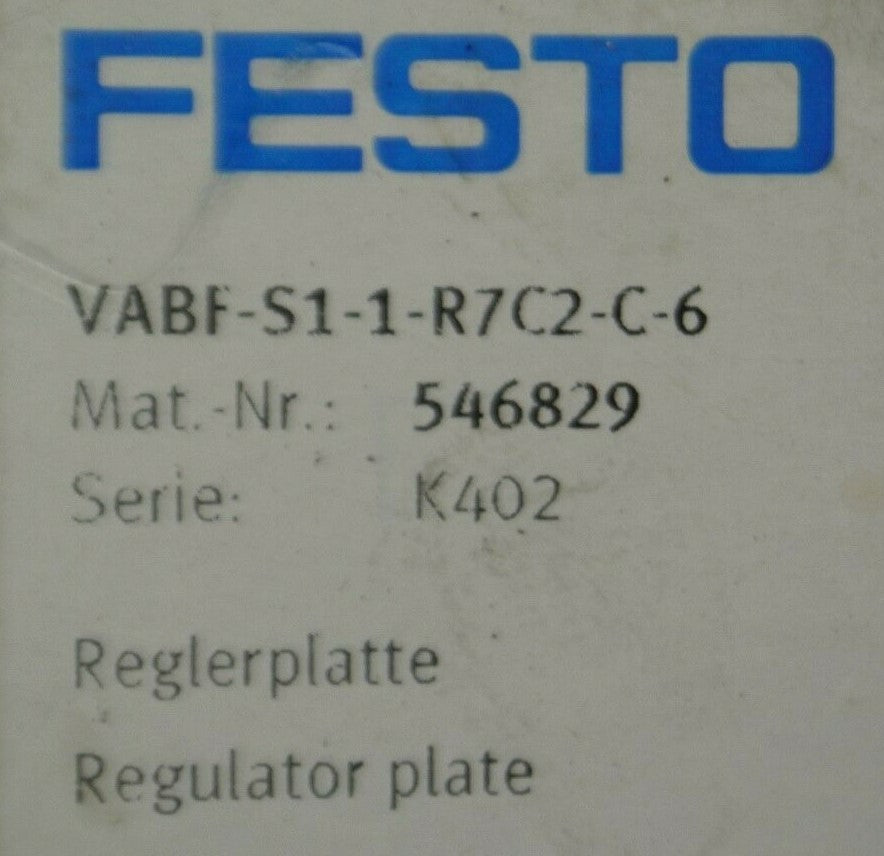 FESTO
VABF-S1-1-R7C2-C-6
Mat.-Nr.: 546829
Serie: K402
Reglerplatte
Regulator plate